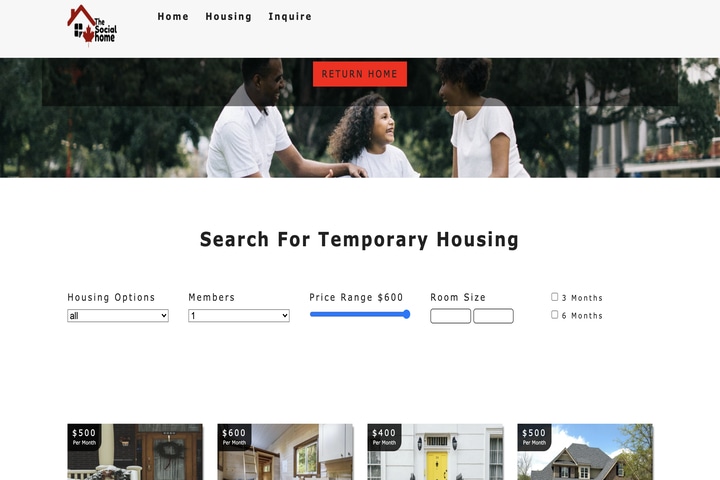 The
Social
home
Home Housing Inquire
RETURN HOME
Search For Temporary Housing
Housing Options Members Price Range $600 Room Size
all 1
3 Months
6 Months
$500 $600 $400 $500
Per Month Per Month Per Month Per Month